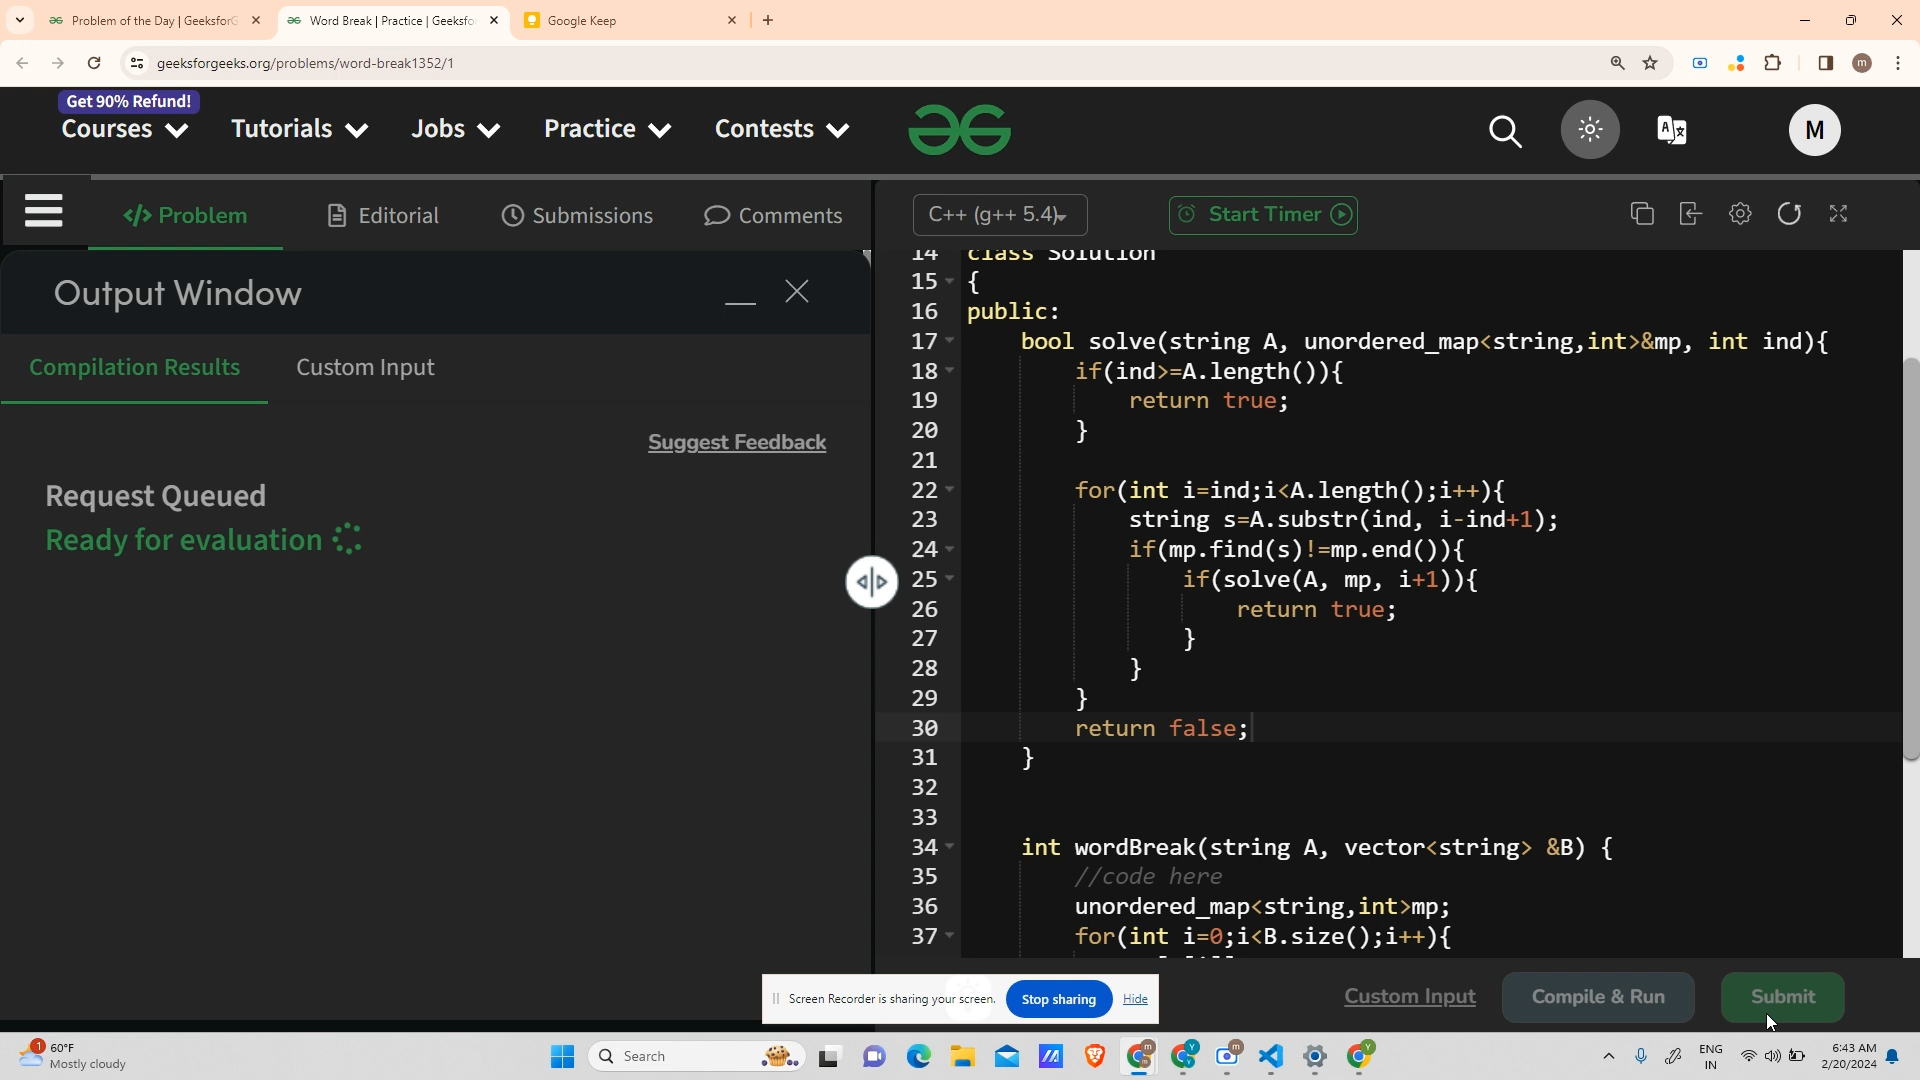 Problem of the Day | GeeksforG
Word Break | Practice | Geeksfo
Google Keep
geeksforgeeks.org/problems/word-break1352/1
m
Get 90% Refund!
Courses
Tutorials
Jobs
Practice
Contests
M
</> Problem
Editorial
Submissions
Comments
C++ (g++ 5.4)
Start Timer
Output Window
Compilation Results
Custom Input
Suggest Feedback
Request Queued
Ready for evaluation
14 class Solution
15 {
16 public:
17 bool solve(string A, unordered_map<string,int>&mp, int ind){
18 if(ind>=A.length()){
19 return true;
20 }
21
22 for(int i=ind;i<A.length();i++){
23 string s=A.substr(ind, i-ind+1);
24 if(mp.find(s)!=mp.end()){
25 if(solve(A, mp, i+1)){
26 return true;
27 }
28 }
29 }
30 return false;
31 }
32
33
34 int wordBreak(string A, vector<string> &B) {
35 //code here
36 unordered_map<string,int>mp;
37 for(int i=0;i<B.size();i++){
Custom Input
Compile & Run
Submit
Screen Recorder is sharing your screen.
Stop sharing
Hide
1
60°F
Mostly cloudy
Search
m
Y
m
Y
ENG
IN
6:43 AM
2/20/2024